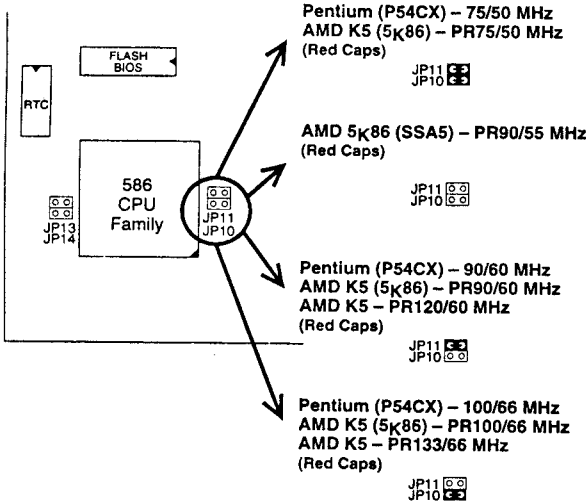 Pentium (P54CX) – 75/50 MHz
AMD K5 (5K86) – PR75/50 MHz
(Red Caps)
JP11
JP10
FLASH
BIOS
RTC
AMD 5K86 (SSA5) – PR90/55 MHz
(Red Caps)
JP11
JP10
586
CPU
Family
JP13
JP14
JP11
JP10
Pentium (P54CX) – 90/60 MHz
AMD K5 (5K86) – PR90/60 MHz
AMD K5 – PR120/60 MHz
(Red Caps)
JP11
JP10
Pentium (P54CX) – 100/66 MHz
AMD K5 (5K86) – PR100/66 MHz
AMD K5 – PR133/66 MHz
(Red Caps)
JP11
JP10